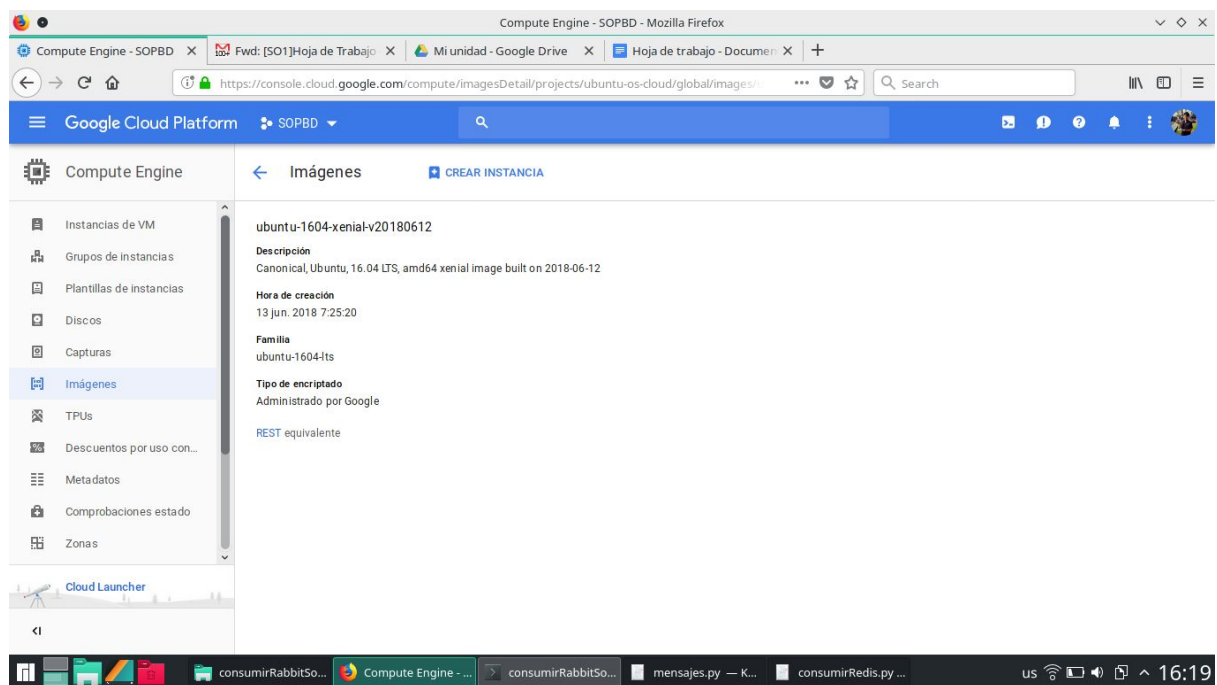 Compute Engine - SOPBD - Mozilla Firefox
Compute Engine - SOPBD
100+ Fwd: [SO1]Hoja de Trabajo
Mi unidad - Google Drive
Hoja de trabajo - Documen
https://console.cloud.google.com/compute/imagesDetail/projects/ubuntu-os-cloud/global/images/
Search
Google Cloud Platform
SOPBD
Compute Engine
Imágenes
CREAR INSTANCIA
Instancias de VM
Grupos de instancias
Plantillas de instancias
Discos
Capturas
Imágenes
TPUs
Descuentos por uso con...
Metadatos
Comprobaciones estado
Zonas
Cloud Launcher
ubuntu-1604-xenial-v20180612
Descripción
Canonical, Ubuntu, 16.04 LTS, amd64 xenial image built on 2018-06-12
Hora de creación
13 jun. 2018 7:25:20
Familia
ubuntu-1604-lts
Tipo de encriptado
Administrado por Google
REST equivalente
consumirRabbitSo...
Compute Engine - ...
consumirRabbitSo...
mensajes.py — K...
consumirRedis.py ...
us
16:19